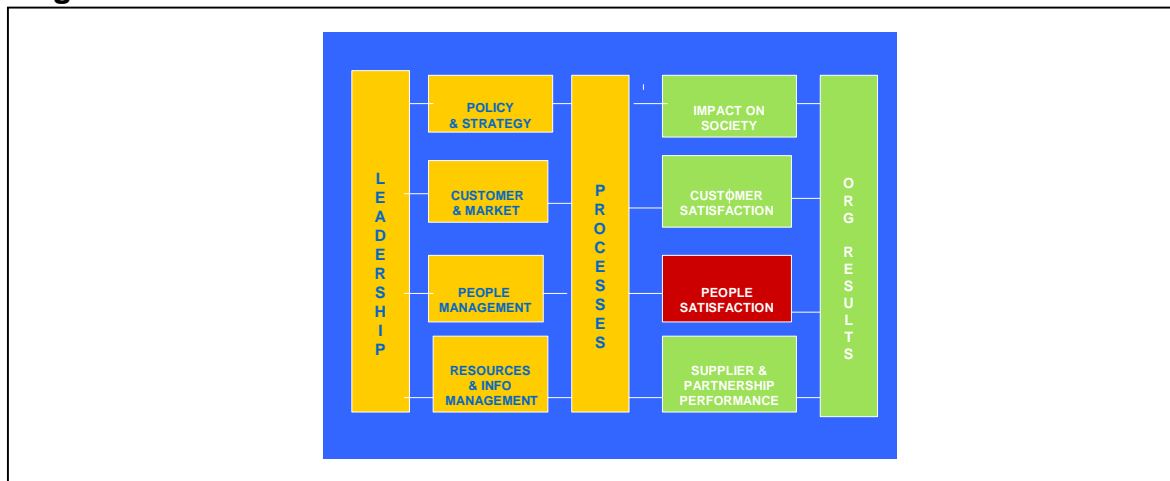 LEADERSHIP
POLICY
& STRATEGY
CUSTOMER
& MARKET
PEOPLE
MANAGEMENT
RESOURCES
& INFO
MANAGEMENT
PROCESSES
IMPACT ON
SOCIETY
CUSTOMER
SATISFACTION
PEOPLE
SATISFACTION
SUPPLIER &
PARTNERSHIP
PERFORMANCE
ORG RESULTS